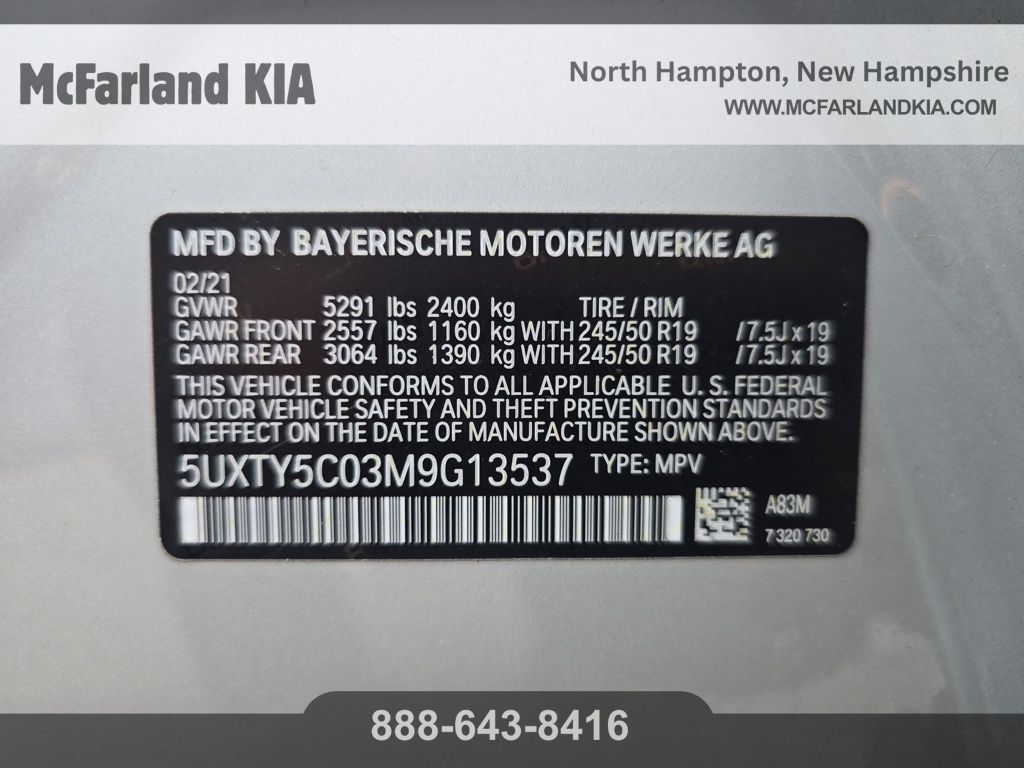 McFarland KIA
North Hampton, New Hampshire
WWW.MCFARLANDKIA.COM
MFD BY BAYERISCHE MOTOREN WERKE AG
02/21
GVWR 5291 lbs 2400 kg TIRE / RIM
GAWR FRONT 2557 lbs 1160 kg WITH 245/50 R19 / 7.5J x 19
GAWR REAR 3064 lbs 1390 kg WITH 245/50 R19 / 7.5J x 19
THIS VEHICLE CONFORMS TO ALL APPLICABLE U. S. FEDERAL
MOTOR VEHICLE SAFETY AND THEFT PREVENTION STANDARDS
IN EFFECT ON THE DATE OF MANUFACTURE SHOWN ABOVE.
5UXTY5C03M9G13537 TYPE: MPV
A83M
7 320 730
888-643-8416